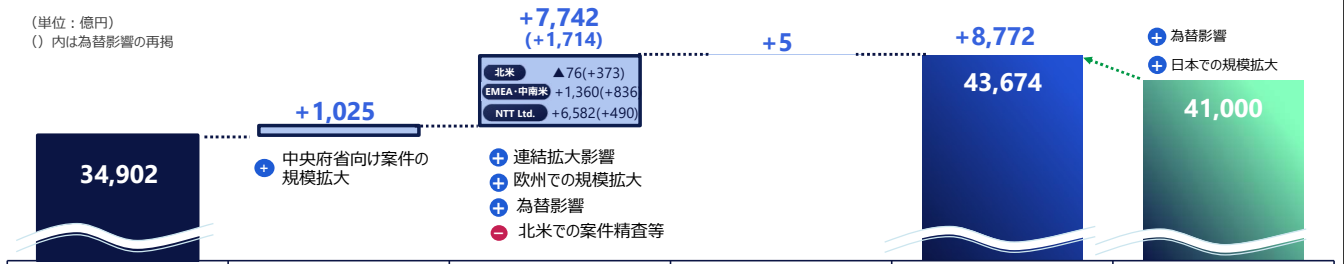 （単位：億円）
（）内は為替影響の再掲
34,902
+1,025
中央府省向け案件の
規模拡大
+7,742
(+1,714)
北米 ▲76(+373)
EMEA・中南米 +1,360(+836
NTT Ltd. +6,582(+490)
連結拡大影響
欧州での規模拡大
為替影響
北米での案件精査等
+5
+8,772
43,674
為替影響
日本での規模拡大
41,000